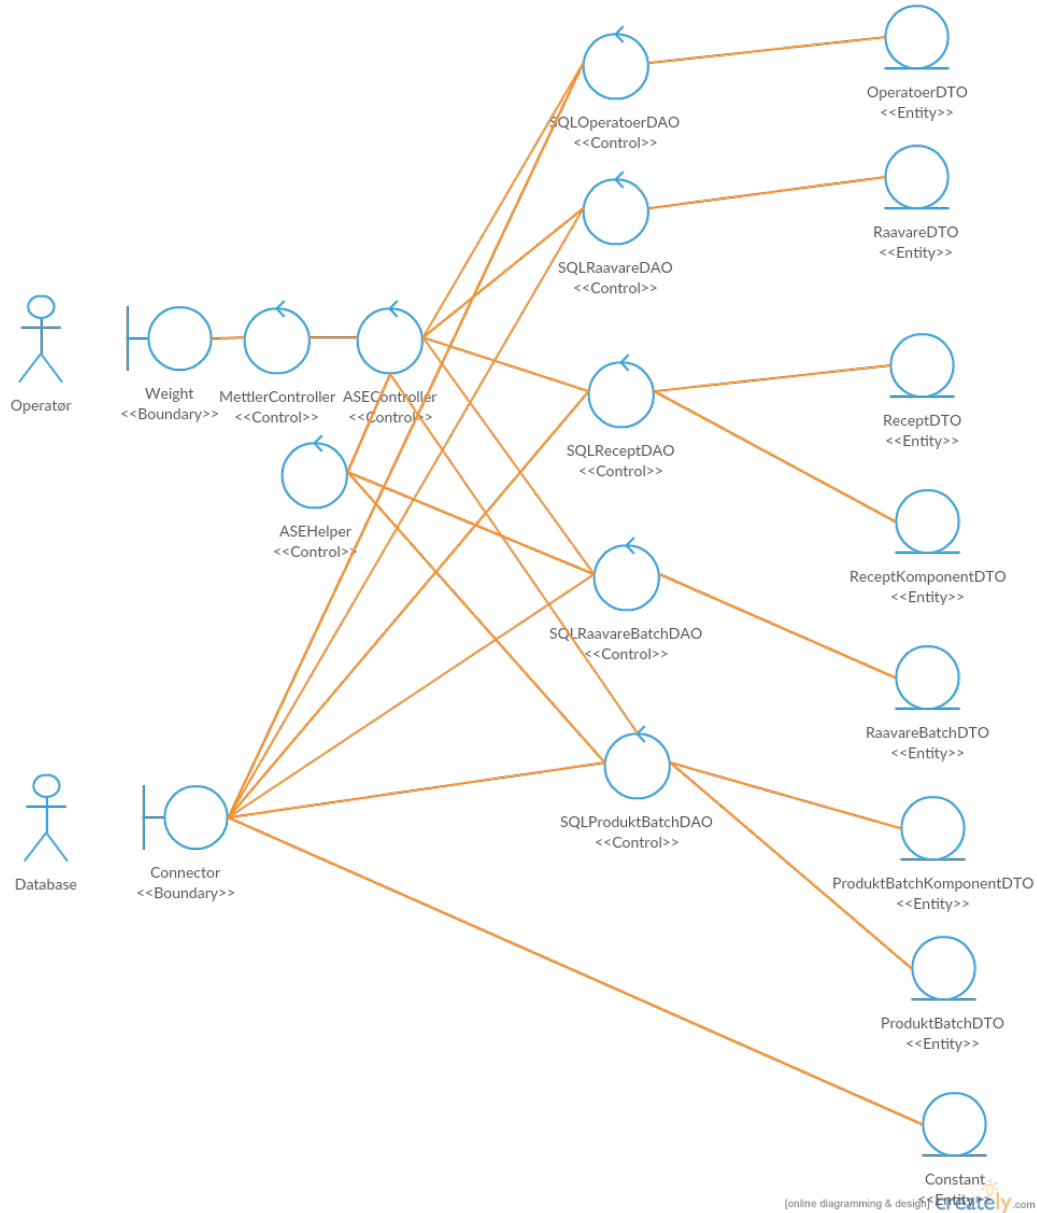 OperatoerDTO
<<Entity>>
SQLOperatoerDAO
<<Control>>
RaavareDTO
<<Entity>>
SQLRaavareDAO
<<Control>>
Operatør
Weight
<<Boundary>>
MettlerController
<<Control>>
ASEController
<<Control>>
ReceptDTO
<<Entity>>
SQLReceptDAO
<<Control>>
ASEHelper
<<Control>>
ReceptKomponentDTO
<<Entity>>
SQLRaavareBatchDAO
<<Control>>
RaavareBatchDTO
<<Entity>>
SQLProduktBatchDAO
<<Control>>
Database
Connector
<<Boundary>>
ProduktBatchKomponentDTO
<<Entity>>
ProduktBatchDTO
<<Entity>>
Constant
<<Entity>>
[online diagramming & design] creately.com